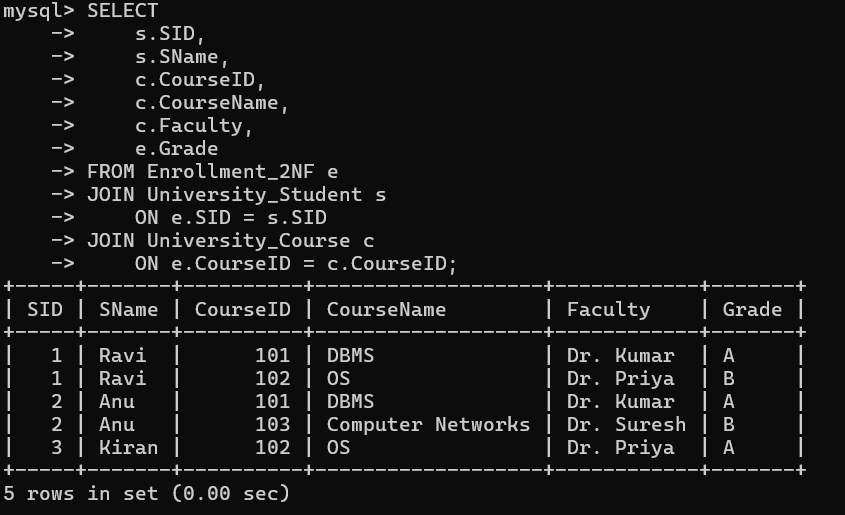 mysql> SELECT
    ->     s.SID,
    ->     s.SName,
    ->     c.CourseID,
    ->     c.CourseName,
    ->     c.Faculty,
    ->     e.Grade
    -> FROM Enrollment_2NF e
    -> JOIN University_Student s
    ->     ON e.SID = s.SID
    -> JOIN University_Course c
    ->     ON e.CourseID = c.CourseID;
+-----+-------+----------+-------------------+------------+-------+
| SID | SName | CourseID | CourseName        | Faculty    | Grade |
+-----+-------+----------+-------------------+------------+-------+
|   1 | Ravi  |      101 | DBMS              | Dr. Kumar  | A     |
|   1 | Ravi  |      102 | OS                | Dr. Priya  | B     |
|   2 | Anu   |      101 | DBMS              | Dr. Kumar  | A     |
|   2 | Anu   |      103 | Computer Networks | Dr. Suresh | B     |
|   3 | Kiran |      102 | OS                | Dr. Priya  | A     |
+-----+-------+----------+-------------------+------------+-------+
5 rows in set (0.00 sec)